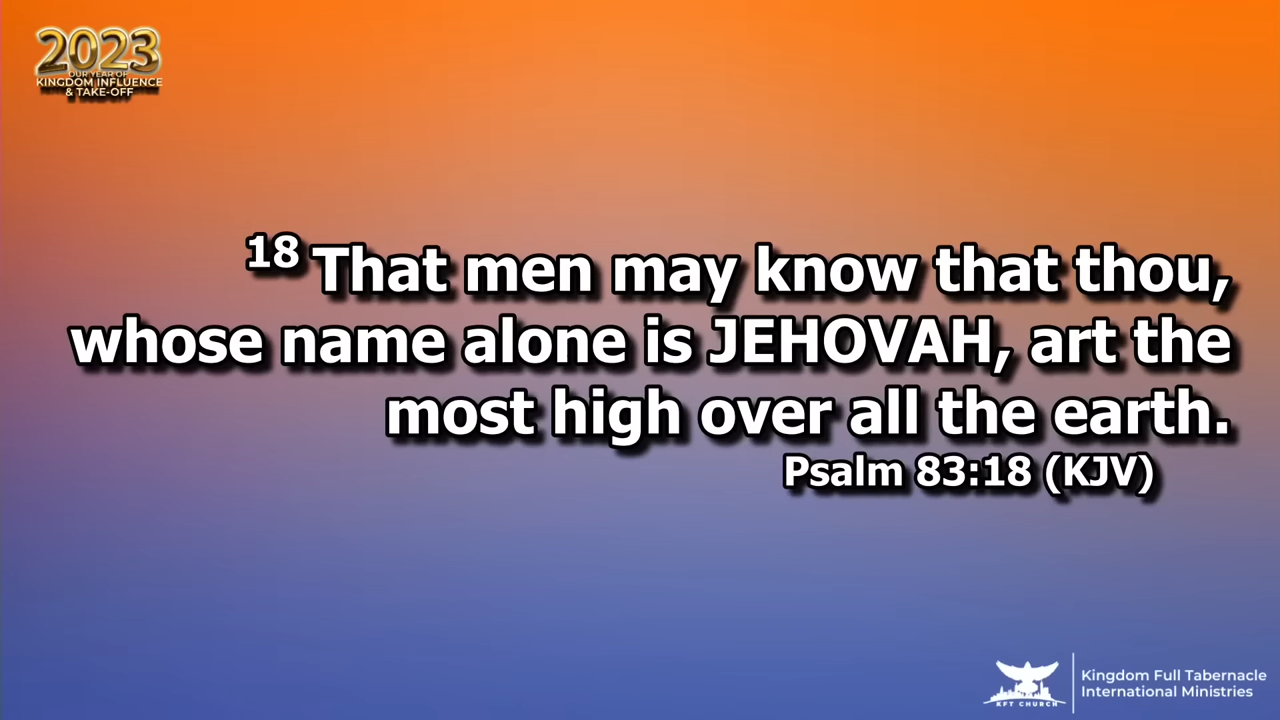 2023
OUR YEAR OF
KINGDOM INFLUENCE
& TAKE-OFF
18 That men may know that thou,
whose name alone is JEHOVAH, art the
most high over all the earth.
Psalm 83:18 (KJV)
KFT CHURCH
Kingdom Full Tabernacle
International Ministries